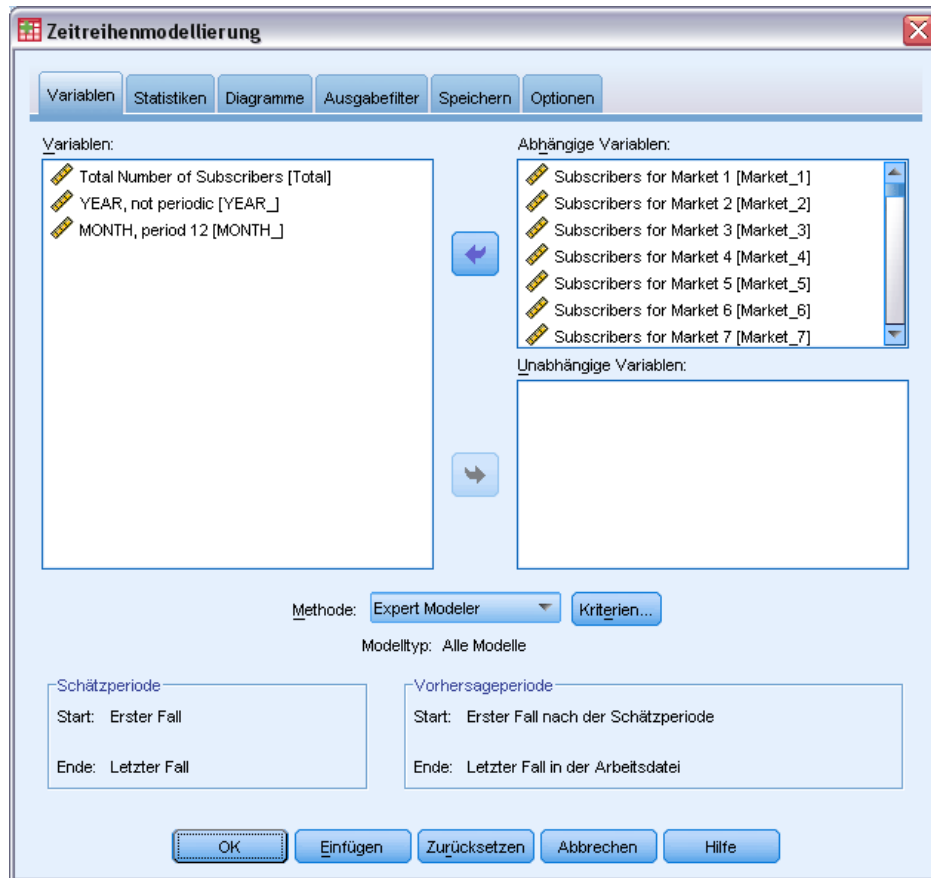 Zeitreihenmodellierung
Variablen Statistiken Diagramme Ausgabefilter Speichern Optionen
Variablen:
Total Number of Subscribers [Total]
YEAR, not periodic [YEAR_]
MONTH, period 12 [MONTH_]
Abhängige Variablen:
Subscribers for Market 1 [Market_1]
Subscribers for Market 2 [Market_2]
Subscribers for Market 3 [Market_3]
Subscribers for Market 4 [Market_4]
Subscribers for Market 5 [Market_5]
Subscribers for Market 6 [Market_6]
Subscribers for Market 7 [Market_7]
Unabhängige Variablen:
Methode: Expert Modeler Kriterien...
Modelltyp: Alle Modelle
Schätzperiode
Start: Erster Fall
Ende: Letzter Fall
Vorhersageperiode
Start: Erster Fall nach der Schätzperiode
Ende: Letzter Fall in der Arbeitsdatei
OK Einfügen Zurücksetzen Abbrechen Hilfe